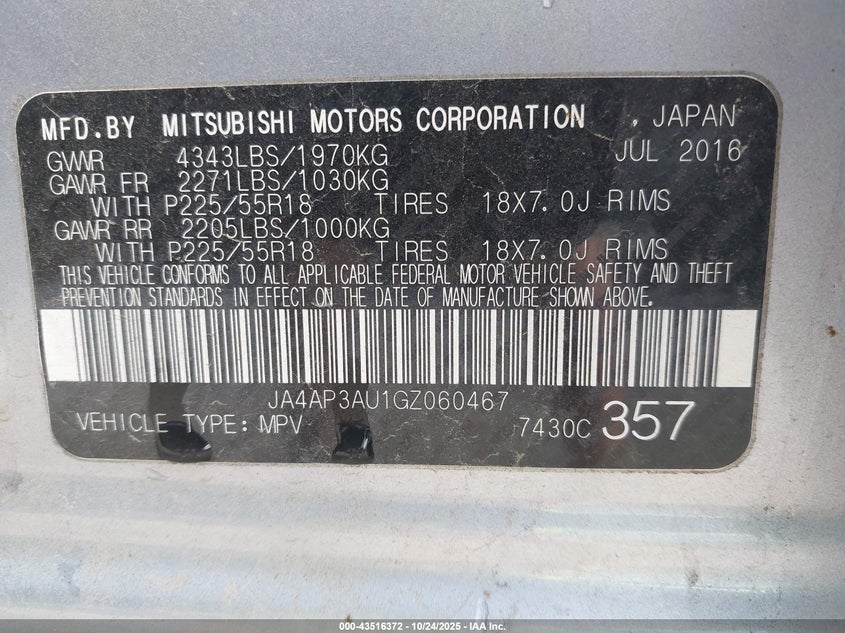 MFD.BY MITSUBISHI MOTORS CORPORATION , JAPAN
GVWR 4343LBS/1970KG JUL 2016
GAWR FR 2271LBS/1030KG
WITH P225/55R18 TIRES 18X7.0J RIMS
GAWR RR 2205LBS/1000KG
WITH P225/55R18 TIRES 18X7.0J RIMS
THIS VEHICLE CONFORMS TO ALL APPLICABLE FEDERAL MOTOR VEHICLE SAFETY AND THEFT
PREVENTION STANDARDS IN EFFECT ON THE DATE OF MANUFACTURE SHOWN ABOVE.
JA4AP3AU1GZ060467
VEHICLE TYPE: MPV 7430C 357
000-43516372 - 10/24/2025 - IAA Inc.